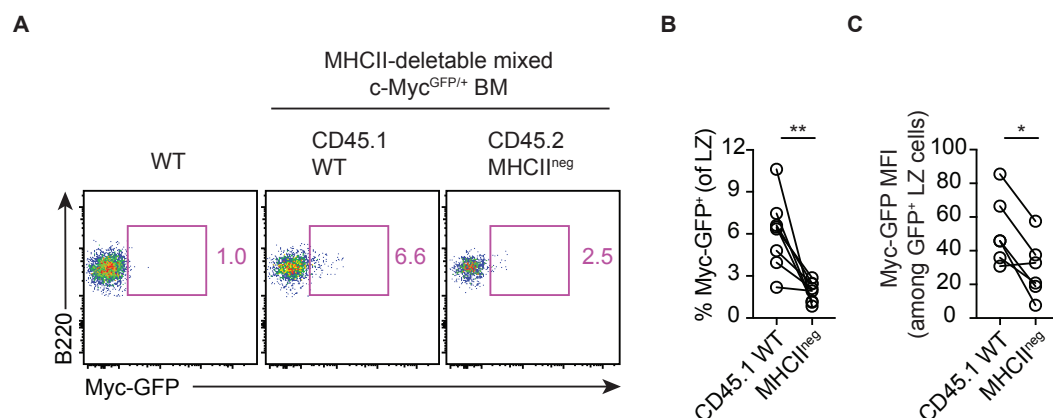 A
MHCII-deletable mixed
c-Myc^GFP/+ BM
WT
CD45.1
WT
CD45.2
MHCII^neg
1.0
6.6
2.5
B220
Myc-GFP
B
**
12
9
6
3
0
% Myc-GFP⁺ (of LZ)
CD45.1 WT
MHCII^neg
C
*
100
80
60
40
20
0
Myc-GFP MFI
(among GFP⁺ LZ cells)
CD45.1 WT
MHCII^neg